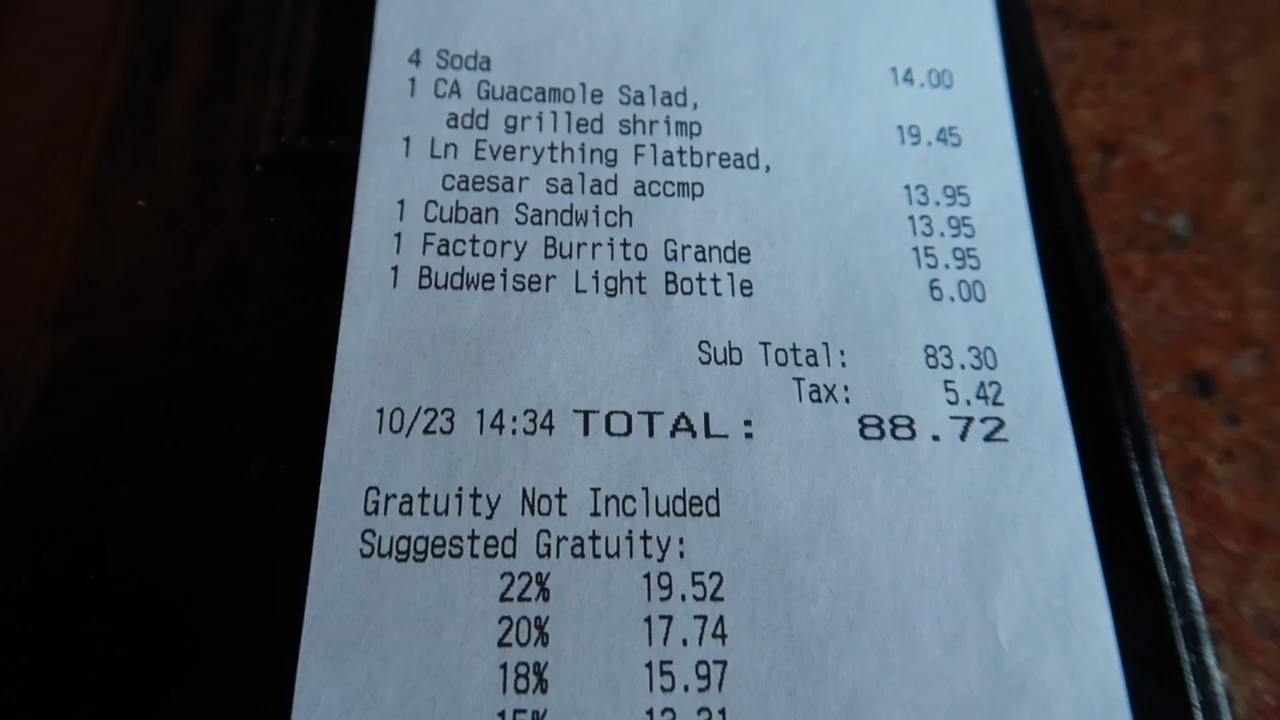 4 Soda 14.00
1 CA Guacamole Salad,
add grilled shrimp 19.45
1 Ln Everything Flatbread,
caesar salad accmp 13.95
1 Cuban Sandwich 13.95
1 Factory Burrito Grande 15.95
1 Budweiser Light Bottle 6.00
Sub Total: 83.30
Tax: 5.42
10/23 14:34 TOTAL: 88.72
Gratuity Not Included
Suggested Gratuity:
22% 19.52
20% 17.74
18% 15.97